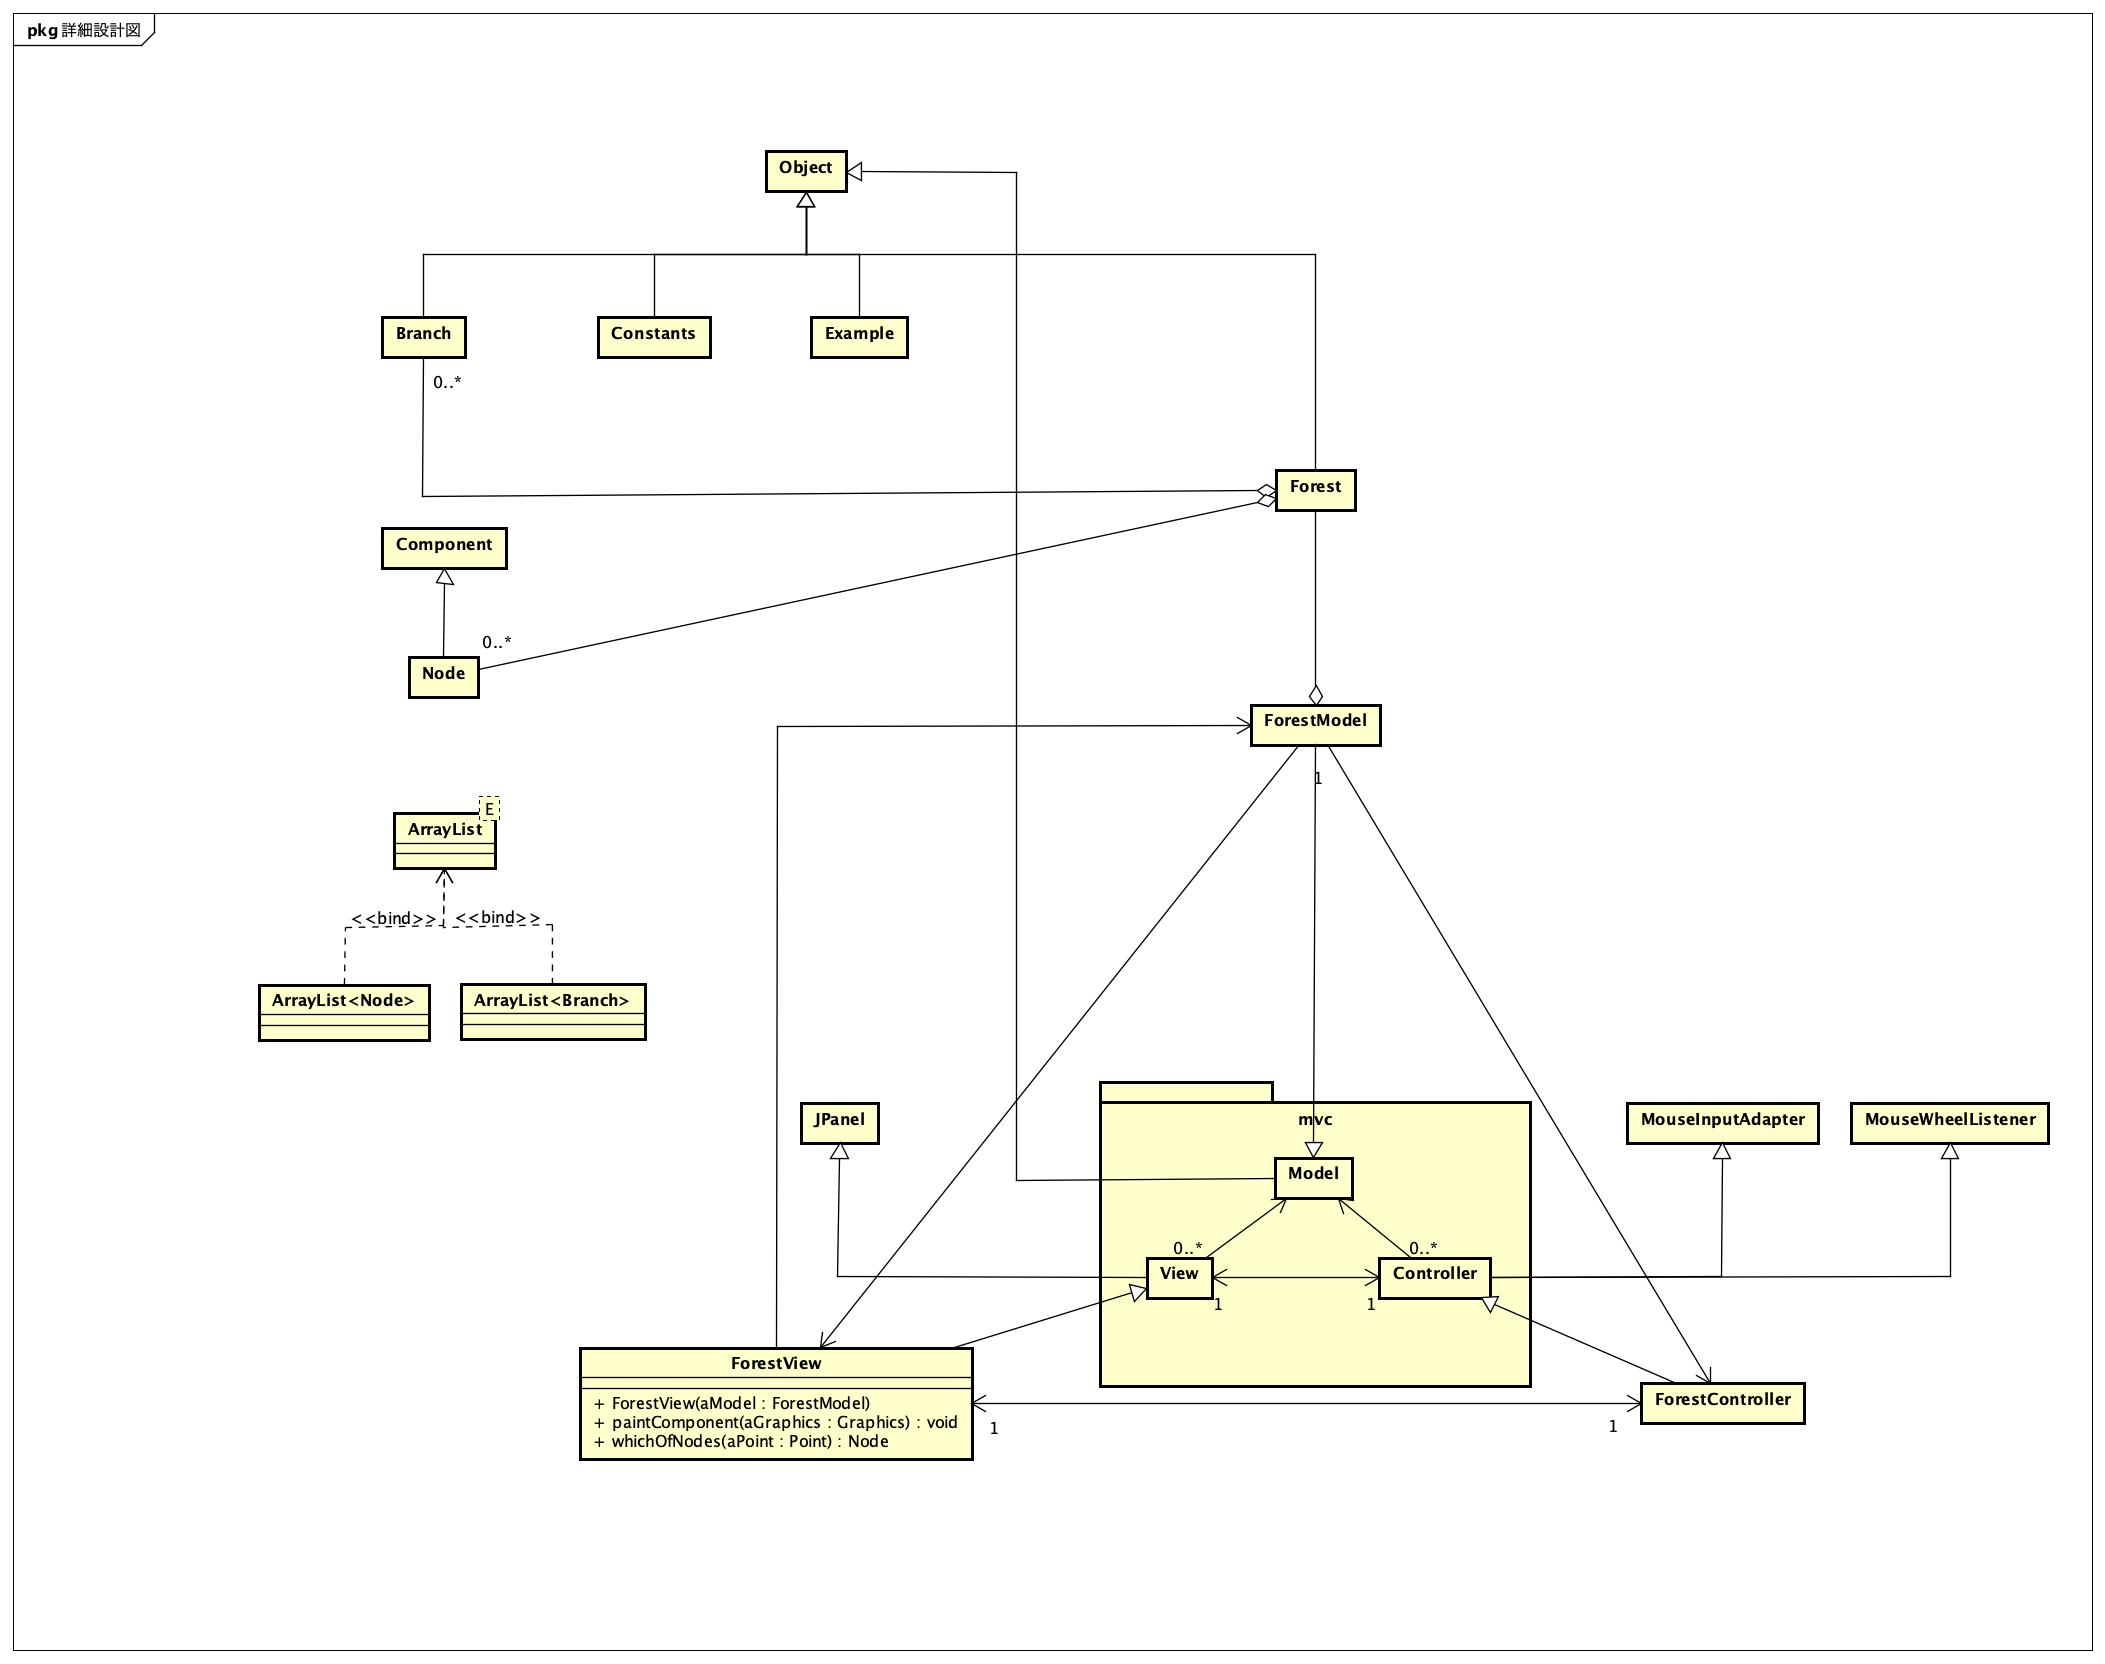 pkg 詳細設計図
Object
Branch
Constants
Example
0..*
Forest
Component
0..*
Node
ForestModel
1
E
ArrayList
<<bind>>
<<bind>>
ArrayList<Node>
ArrayList<Branch>
JPanel
mvc
MouseInputAdapter
MouseWheelListener
Model
0..*
0..*
View
Controller
1
1
ForestView
+ ForestView(aModel : ForestModel)
+ paintComponent(aGraphics : Graphics) : void
+ whichOfNodes(aPoint : Point) : Node
1
1
ForestController